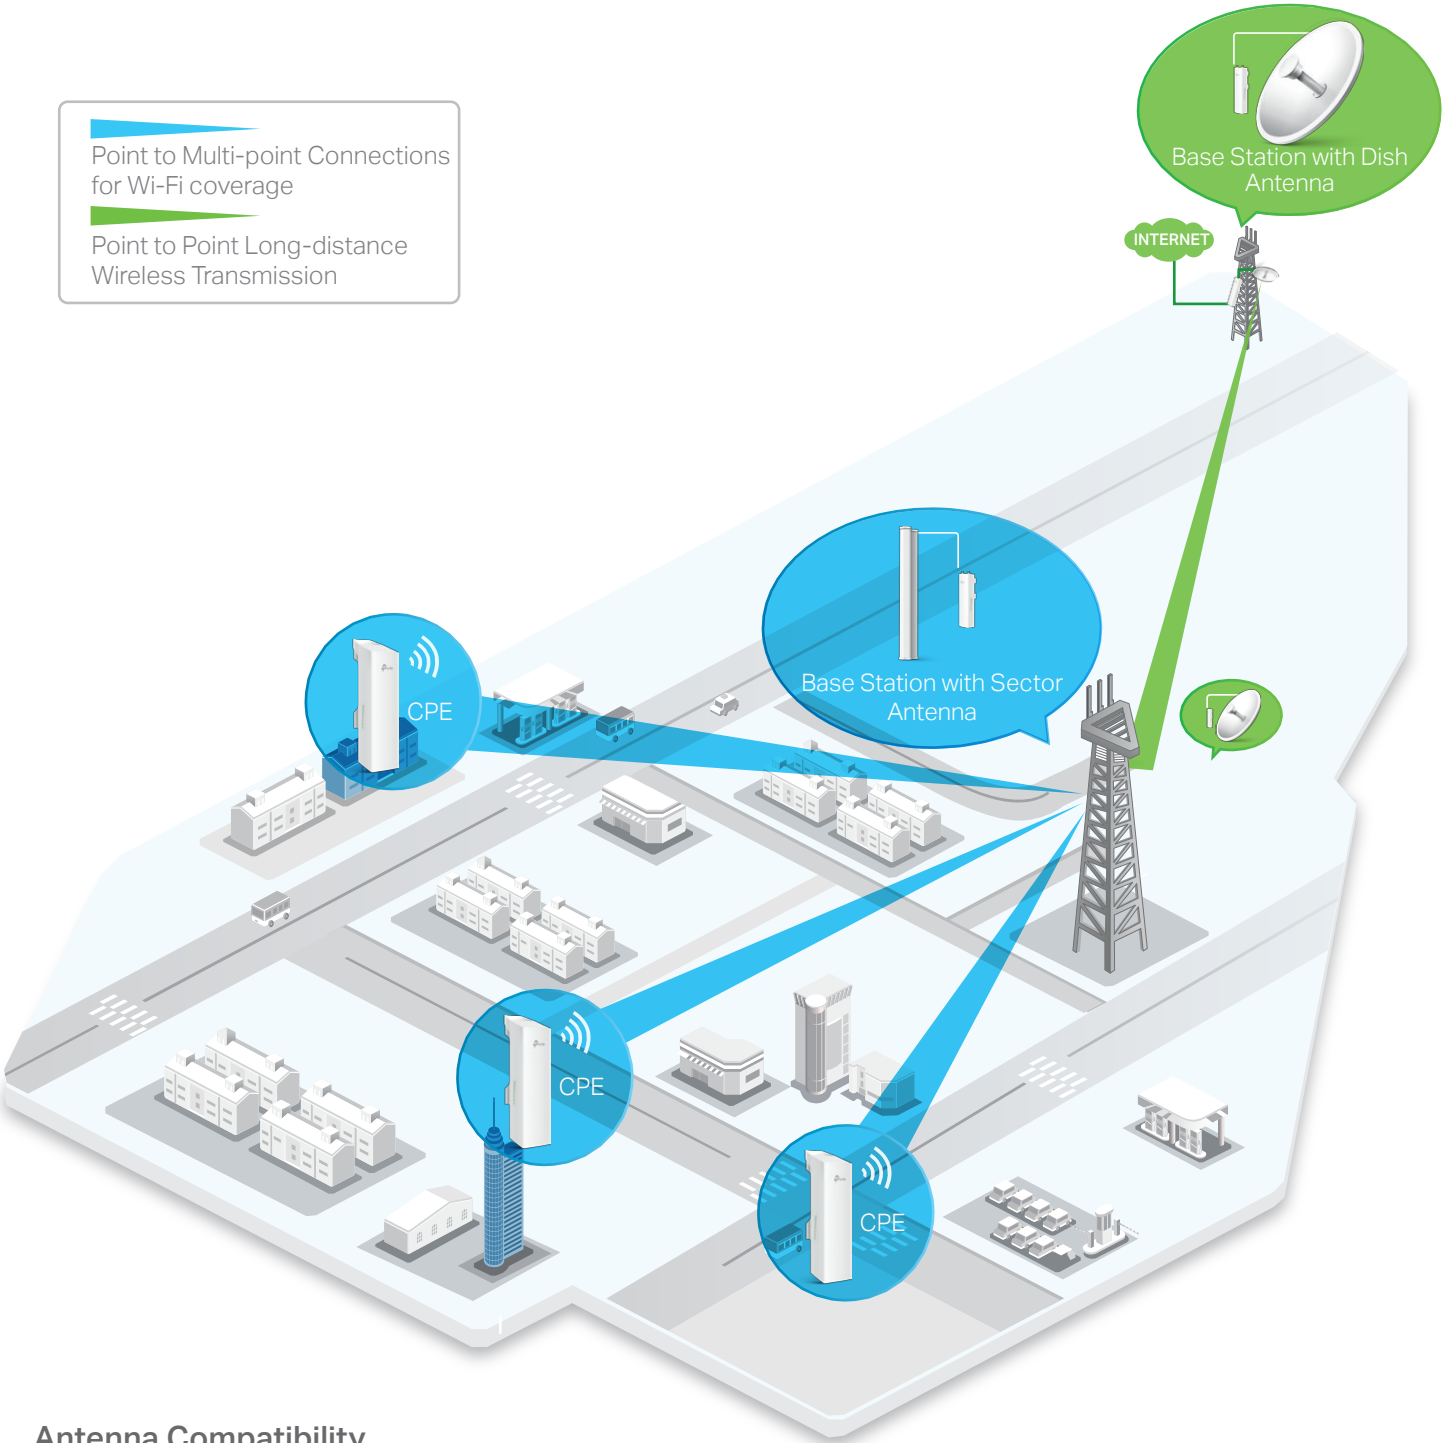 Point to Multi-point Connections
for Wi-Fi coverage
Point to Point Long-distance
Wireless Transmission
Base Station with Dish
Antenna
INTERNET
Base Station with Sector
Antenna
CPE
CPE
CPE
Antenna Compatibility